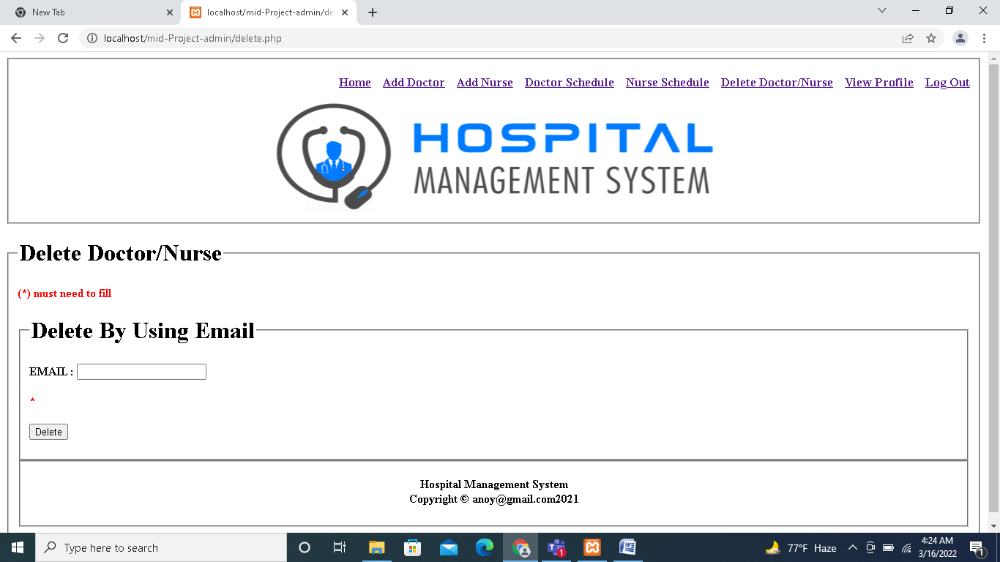 New Tab
localhost/mid-Project-admin/del
localhost/mid-Project-admin/delete.php
Home Add Doctor Add Nurse Doctor Schedule Nurse Schedule Delete Doctor/Nurse View Profile Log Out
HOSPITAL
MANAGEMENT SYSTEM
Delete Doctor/Nurse
(*) must need to fill
Delete By Using Email
EMAIL :
*
Delete
Hospital Management System
Copyright © anoy@gmail.com2021
Type here to search
1
77°F Haze
4:24 AM
3/16/2022
1